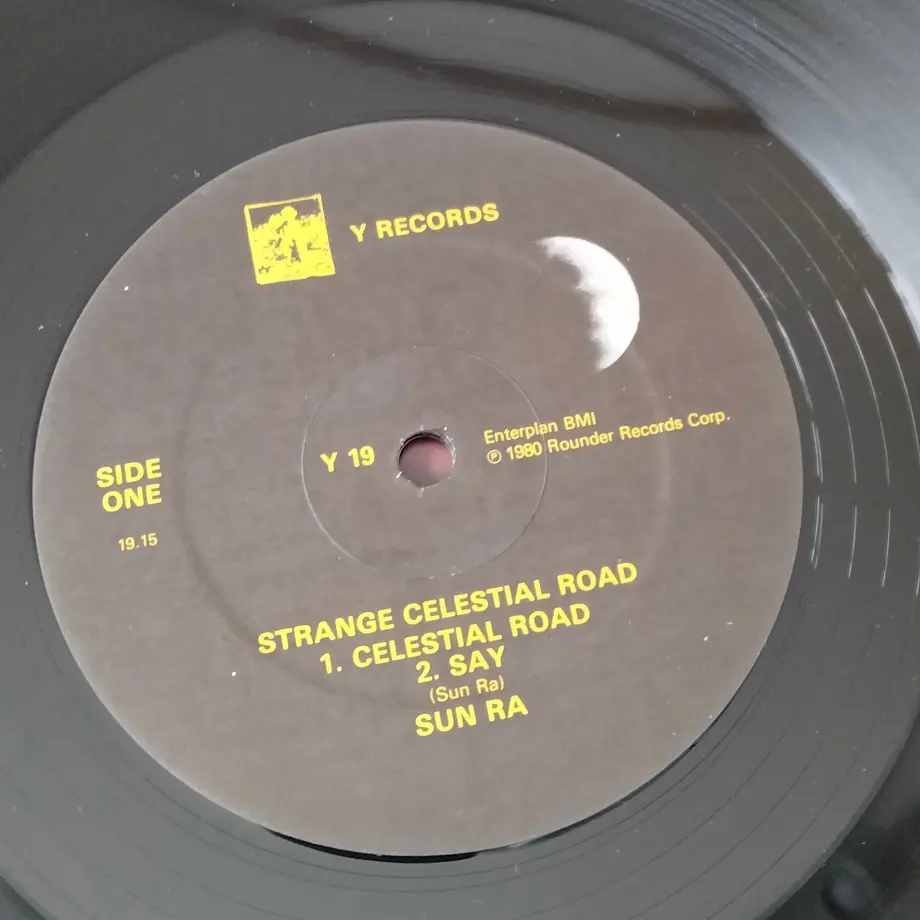 Y RECORDS
Y 19
Enterplan BMI
℗ 1980 Rounder Records Corp.
SIDE
ONE
19.15
STRANGE CELESTIAL ROAD
1. CELESTIAL ROAD
2. SAY
(Sun Ra)
SUN RA